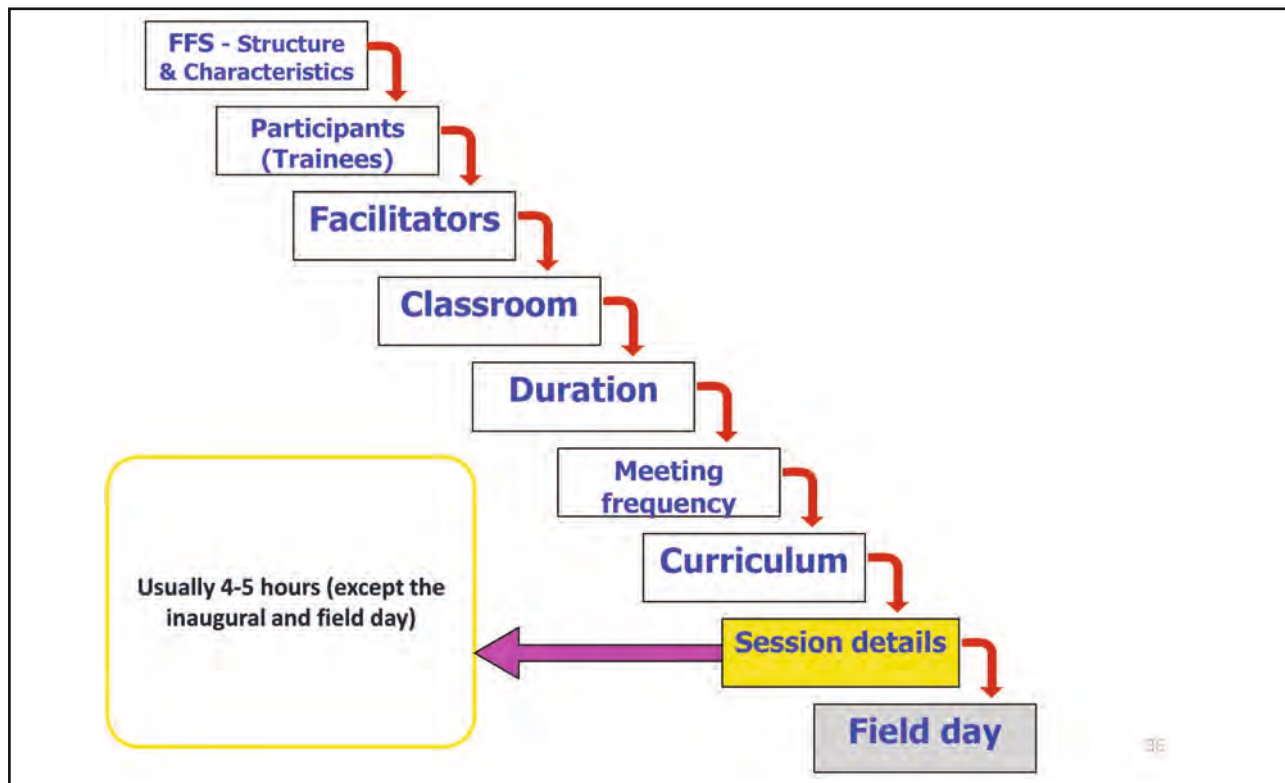 FFS - Structure
& Characteristics
Participants
(Trainees)
Facilitators
Classroom
Duration
Meeting
frequency
Curriculum
Usually 4-5 hours (except the
inaugural and field day)
Session details
Field day
36